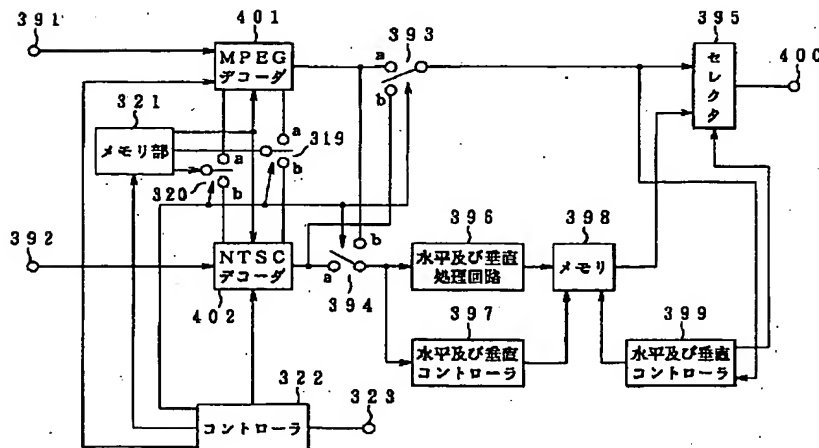 391
401
393
395
MPEG
デコーダ
a
b
セレクタ
400
321
メモリ部
a
319
b
a
320
b
392
NTSC
デコーダ
402
b
a
394
396
水平及び垂直
処理回路
398
メモリ
397
水平及び垂直
コントローラ
399
水平及び垂直
コントローラ
322
コントローラ
323